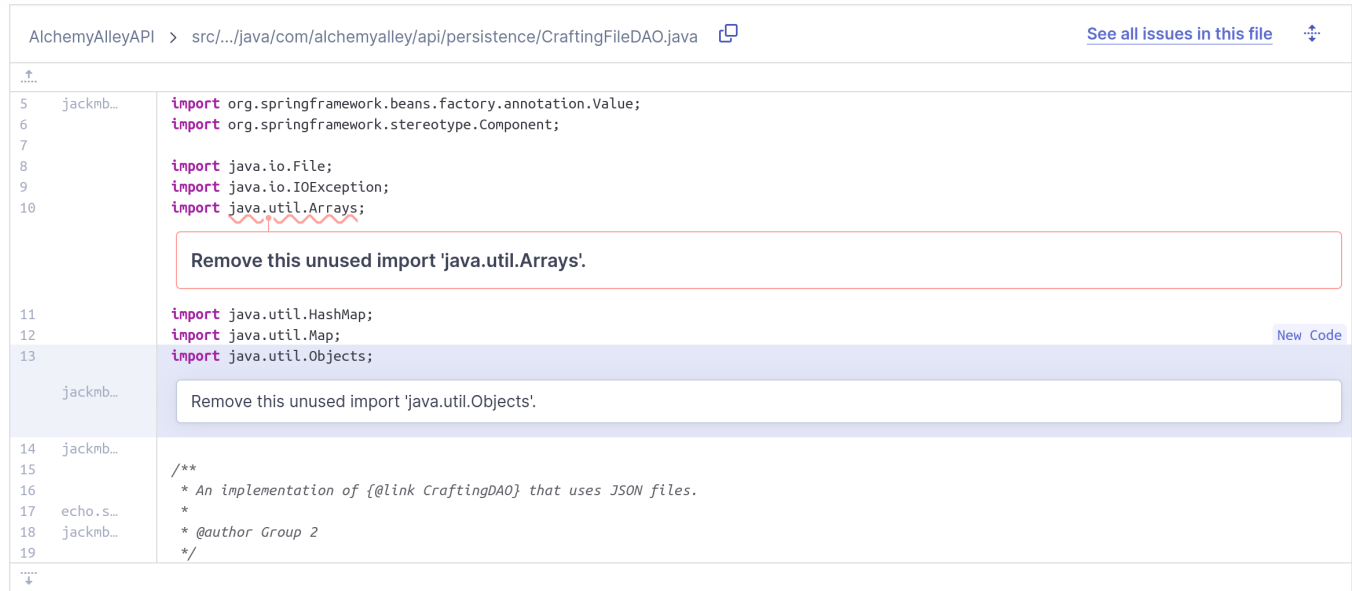 AlchemyAlleyAPI > src/.../java/com/alchemyalley/api/persistence/CraftingFileDAO.java See all issues in this file
5 jackmb… import org.springframework.beans.factory.annotation.Value;
6 import org.springframework.stereotype.Component;
7
8 import java.io.File;
9 import java.io.IOException;
10 import java.util.Arrays;
Remove this unused import 'java.util.Arrays'.
11 import java.util.HashMap;
12 import java.util.Map; New Code
13 import java.util.Objects;
jackmb… Remove this unused import 'java.util.Objects'.
14 jackmb…
15 /**
16  * An implementation of {@link CraftingDAO} that uses JSON files.
17 echo.s… *
18 jackmb… * @author Group 2
19  */